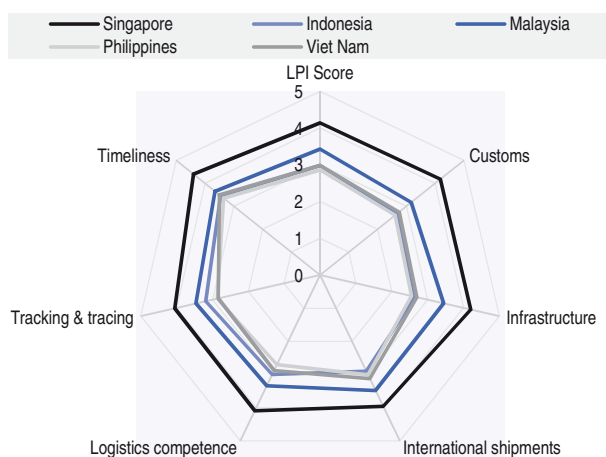 Singapore Indonesia Malaysia
Philippines Viet Nam
LPI Score
5
4
3
2
1
0
Timeliness
Customs
Tracking & tracing
Infrastructure
Logistics competence
International shipments